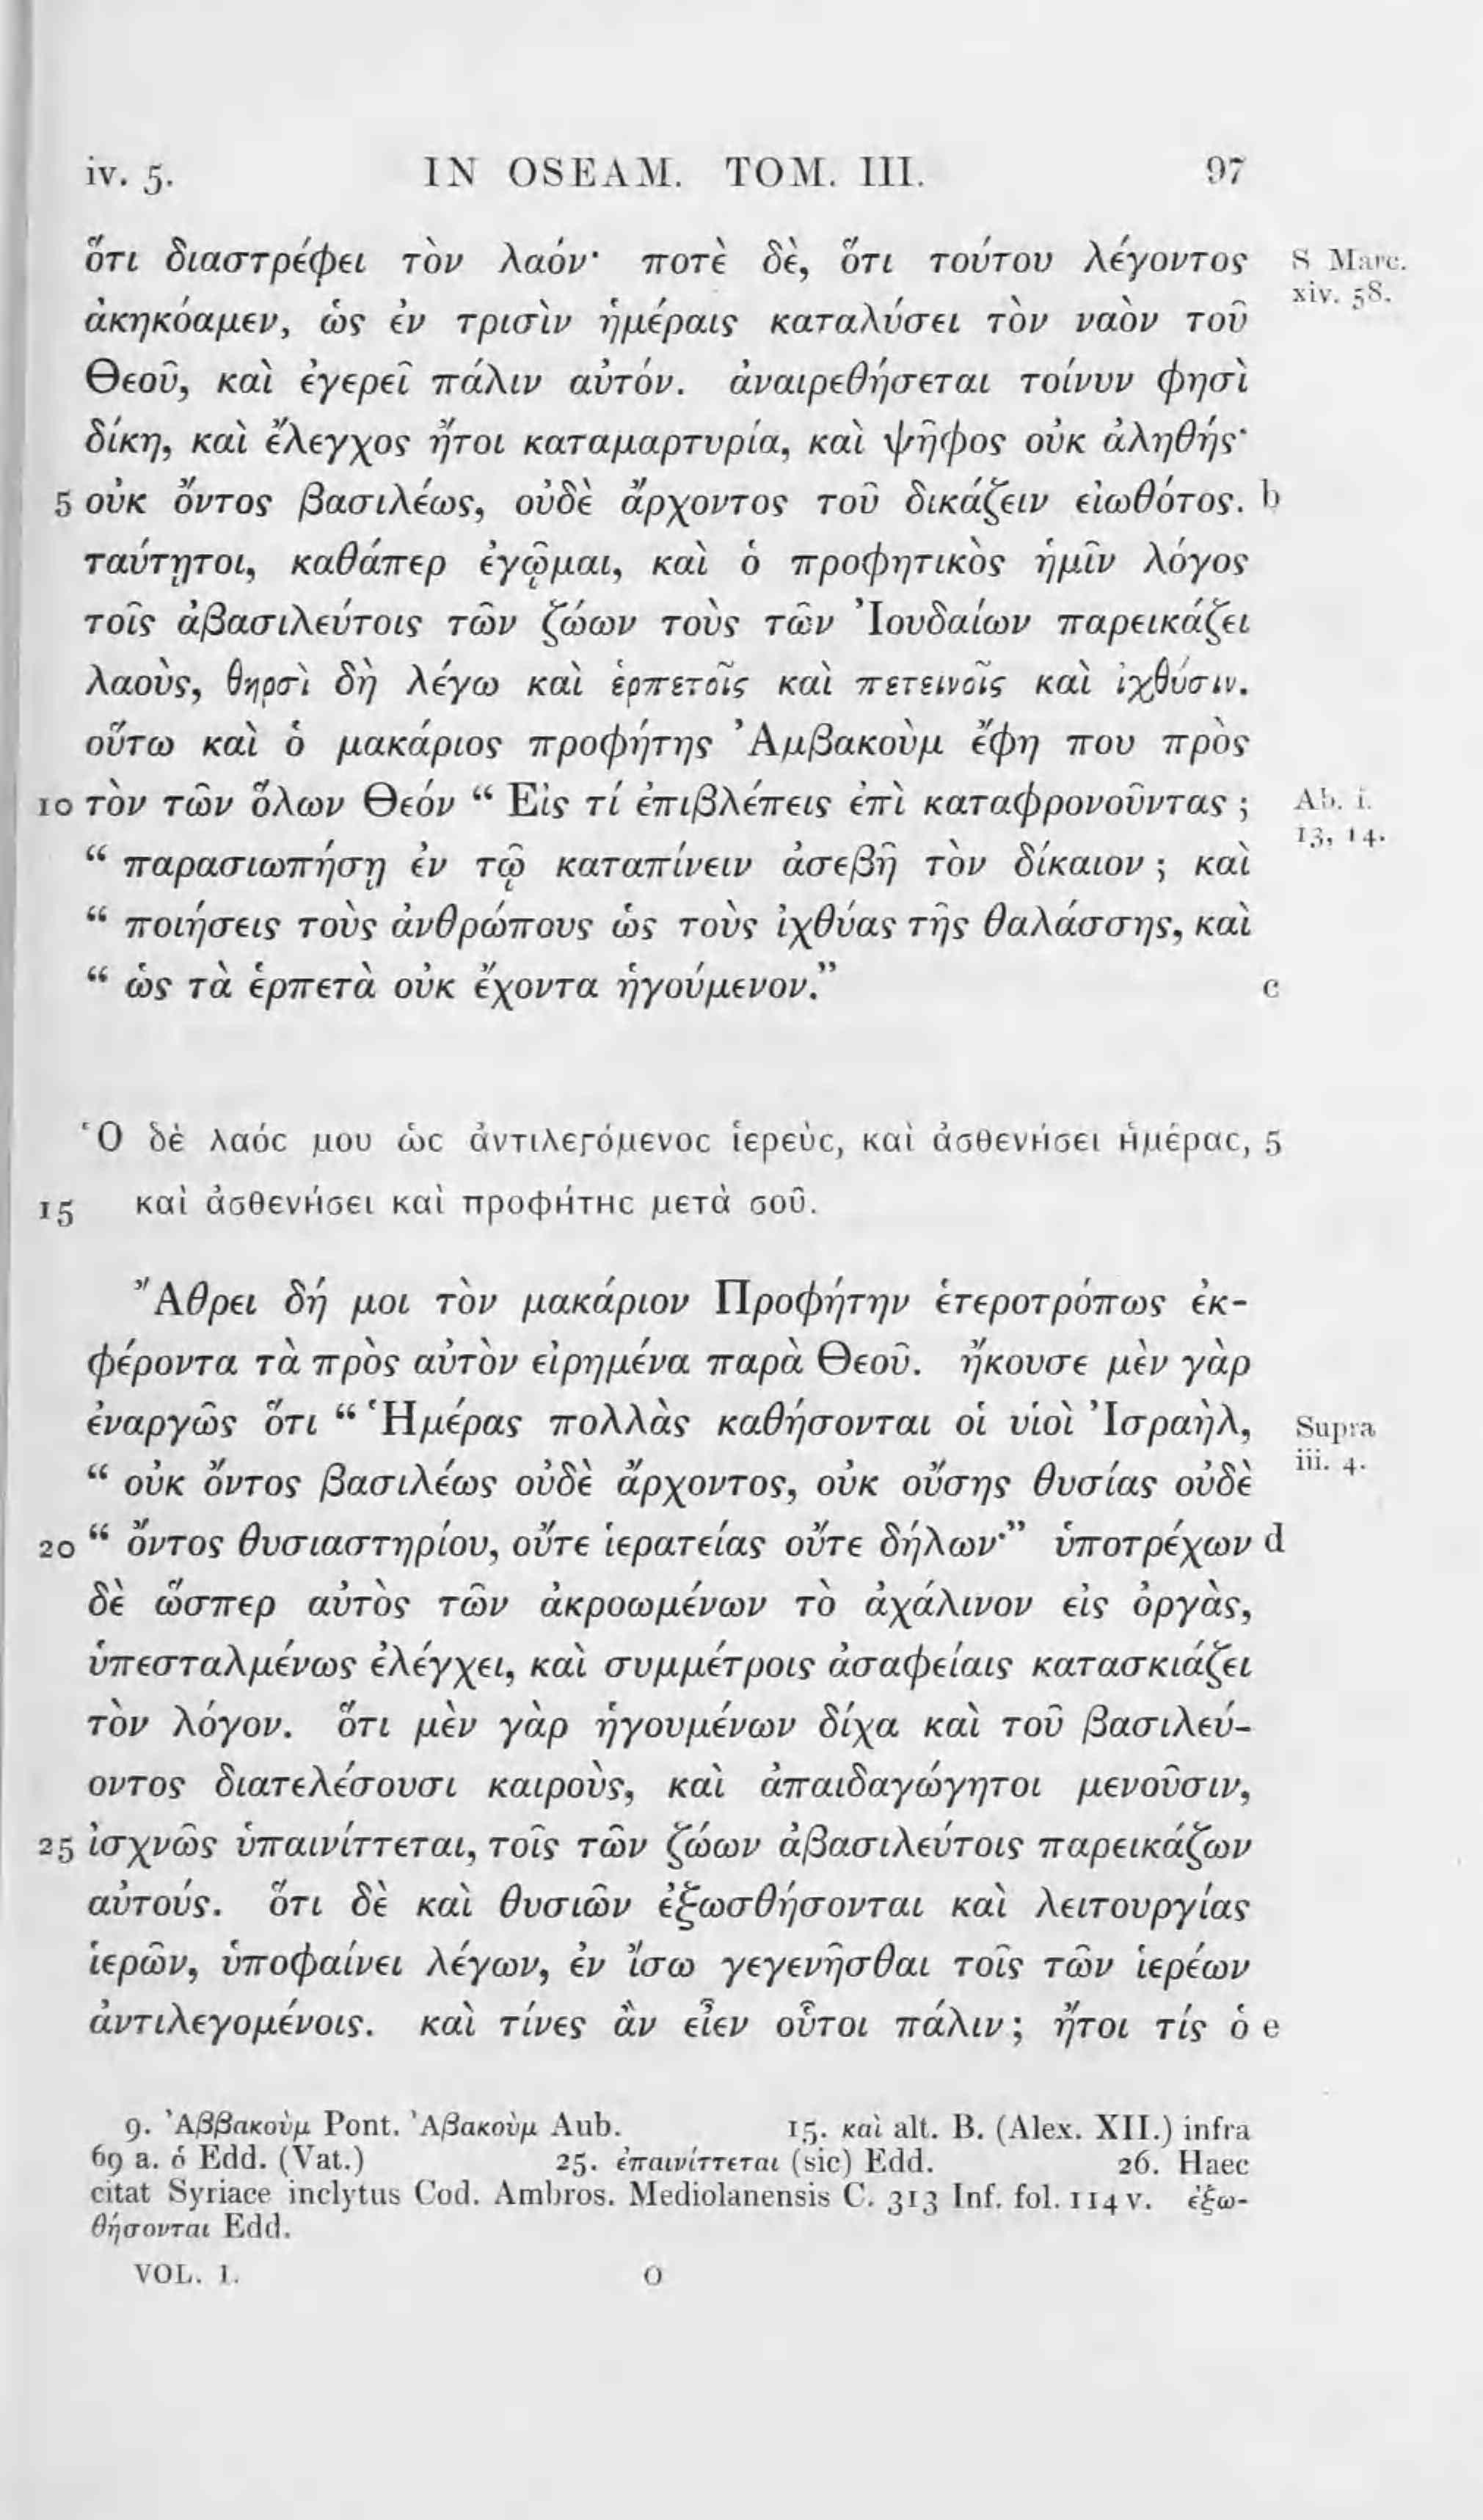 iv. 5. IN OSEAM. TOM. III. 97
ὅτι διαστρέφει τὸν λαόν· ποτὲ δὲ, ὅτι τούτου λέγοντος S Marc.
xiv. 58.
ἀκηκόαμεν, ὡς ἐν τρισὶν ἡμέραις καταλύσει τὸν ναὸν τοῦ
Θεοῦ, καὶ ἐγερεῖ πάλιν αὐτόν. ἀναιρεθήσεται τοίνυν φησὶ
δίκη, καὶ ἔλεγχος ἤτοι καταμαρτυρία, καὶ ψῆφος οὐκ ἀληθής·
5 οὐκ ὄντος βασιλέως, οὐδὲ ἄρχοντος τοῦ δικάζειν εἰωθότος. b
ταύτῃτοι, καθάπερ ἐγᾦμαι, καὶ ὁ προφητικὸς ἡμῖν λόγος
τοῖς ἀβασιλεύτοις τῶν ζώων τοὺς τῶν Ἰουδαίων παρεικάζει
λαοὺς, θηρσὶ δὴ λέγω καὶ ἑρπετοῖς καὶ πετεινοῖς καὶ ἰχθύσιν.
οὕτω καὶ ὁ μακάριος προφήτης Ἀμβακοὺμ ἔφη που πρὸς
10 τὸν τῶν ὅλων Θεόν “ Εἰς τί ἐπιβλέπεις ἐπὶ καταφρονοῦντας ; Ab. i.
13, 14.
“ παρασιωπήσῃ ἐν τῷ καταπίνειν ἀσεβῆ τὸν δίκαιον ; καὶ
“ ποιήσεις τοὺς ἀνθρώπους ὡς τοὺς ἰχθύας τῆς θαλάσσης, καὶ
“ ὡς τὰ ἑρπετὰ οὐκ ἔχοντα ἡγούμενον.” c
Ὁ δὲ λαός μου ὡς ἀντιλεγόμενος ἱερεὺς, καὶ ἀσθενήσει ἡμέρας, 5
15 καὶ ἀσθενήσει καὶ προφήτης μετὰ σοῦ.
Ἄθρει δή μοι τὸν μακάριον Προφήτην ἑτεροτρόπως ἐκ-
φέροντα τὰ πρὸς αὐτὸν εἰρημένα παρὰ Θεοῦ. ἤκουσε μὲν γὰρ
ἐναργῶς ὅτι “ Ἡμέρας πολλὰς καθήσονται οἱ υἱοὶ Ἰσραὴλ, Supra
iii. 4.
“ οὐκ ὄντος βασιλέως οὐδὲ ἄρχοντος, οὐκ οὔσης θυσίας οὐδὲ
20 “ ὄντος θυσιαστηρίου, οὔτε ἱερατείας οὔτε δήλων·” ὑποτρέχων d
δὲ ὥσπερ αὐτὸς τῶν ἀκροωμένων τὸ ἀχάλινον εἰς ὀργὰς,
ὑπεσταλμένως ἐλέγχει, καὶ συμμέτροις ἀσαφείαις κατασκιάζει
τὸν λόγον. ὅτι μὲν γὰρ ἡγουμένων δίχα καὶ τοῦ βασιλεύ-
οντος διατελέσουσι καιροὺς, καὶ ἀπαιδαγώγητοι μενοῦσιν,
25 ἰσχνῶς ὑπαινίττεται, τοῖς τῶν ζώων ἀβασιλεύτοις παρεικάζων
αὐτούς. ὅτι δὲ καὶ θυσιῶν ἐξωσθήσονται καὶ λειτουργίας
ἱερῶν, ὑποφαίνει λέγων, ἐν ἴσω γεγενῆσθαι τοῖς τῶν ἱερέων
ἀντιλεγομένοις. καὶ τίνες ἂν εἶεν οὗτοι πάλιν ; ἤτοι τίς ὁ e
9. Ἀββακοὺμ Pont. Ἀβακοὺμ Aub. 15. καὶ alt. B. (Alex. XII.) infra
69 a. ὁ Edd. (Vat.) 25. ἐπαινίττεται (sic) Edd. 26. Haec
citat Syriace inclytus Cod. Ambros. Mediolanensis C. 313 Inf. fol. 114 v. ἐξω-
θήσονται Edd.
VOL. I. O